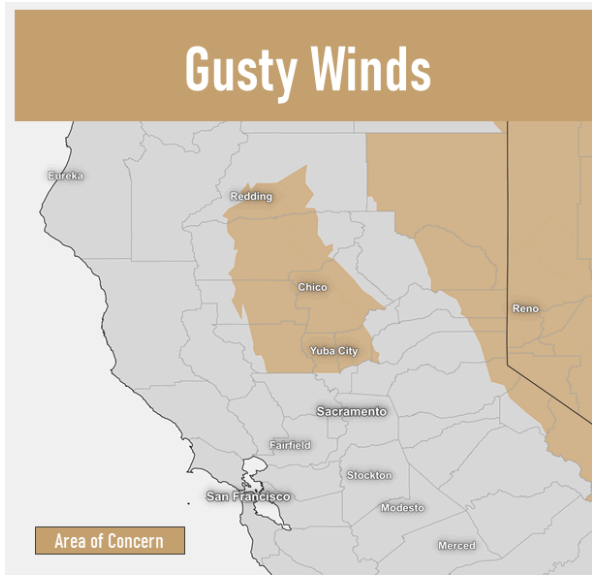 Gusty Winds
Eureka
Redding
Chico
Reno
Yuba City
Sacramento
Fairfield
Stockton
San Francisco
Modesto
Area of Concern
Merced